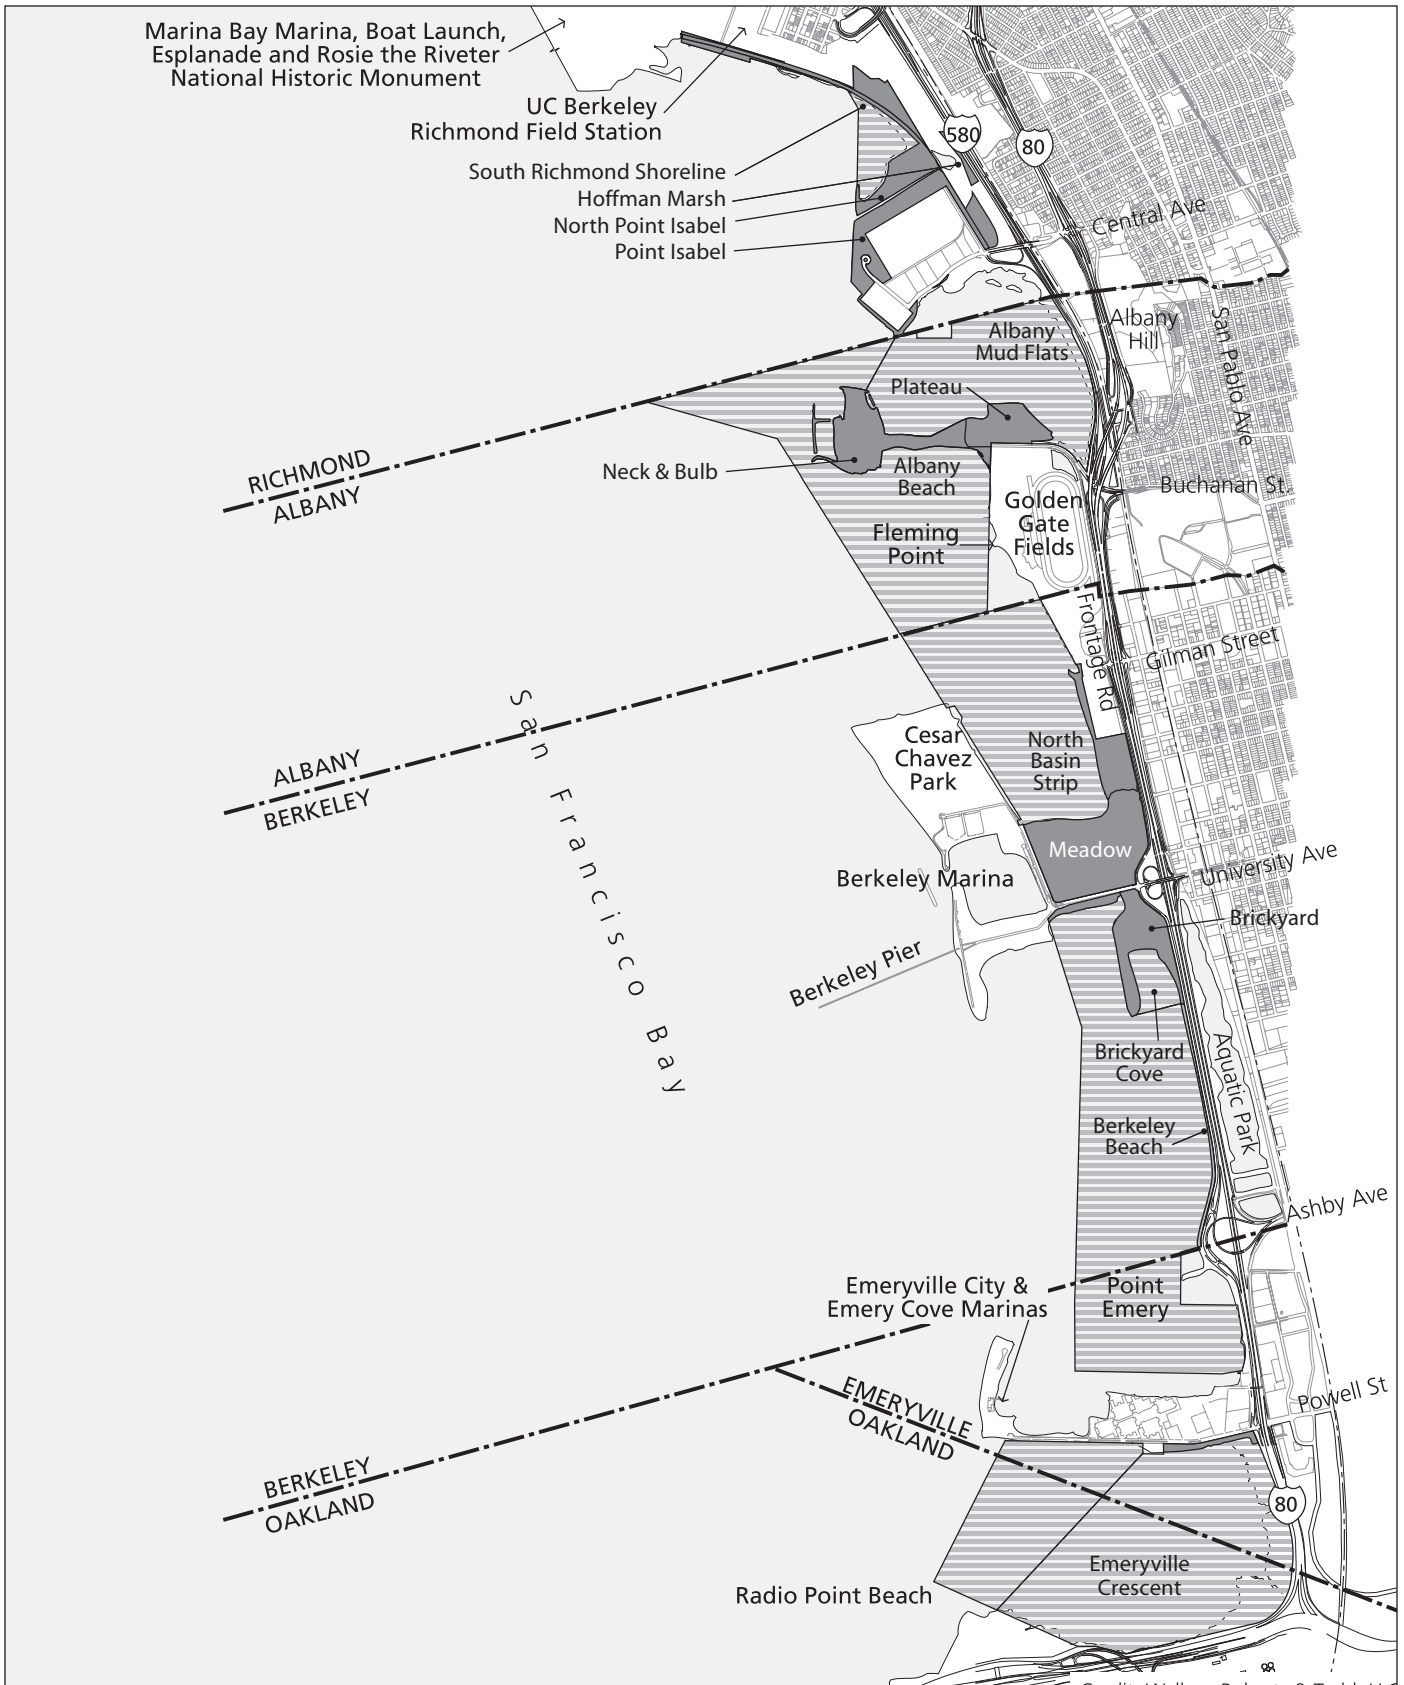 Marina Bay Marina, Boat Launch,
Esplanade and Rosie the Riveter
National Historic Monument
UC Berkeley
Richmond Field Station
South Richmond Shoreline
Hoffman Marsh
North Point Isabel
Point Isabel
580
80
Central Ave
Albany
Hill
San Pablo Ave
Albany
Mud Flats
Plateau
RICHMOND
ALBANY
Neck & Bulb
Albany
Beach
Buchanan St.
Golden
Gate
Fields
Fleming
Point
Frontage Rd
Gilman Street
San Francisco Bay
Cesar
Chavez
Park
North
Basin
Strip
ALBANY
BERKELEY
Meadow
University Ave
Berkeley Marina
Brickyard
Berkeley Pier
Brickyard
Cove
Aquatic Park
Berkeley
Beach
Ashby Ave
Emeryville City &
Emery Cove Marinas
Point
Emery
EMERYVILLE
OAKLAND
Powell St
BERKELEY
OAKLAND
80
Emeryville
Crescent
Radio Point Beach